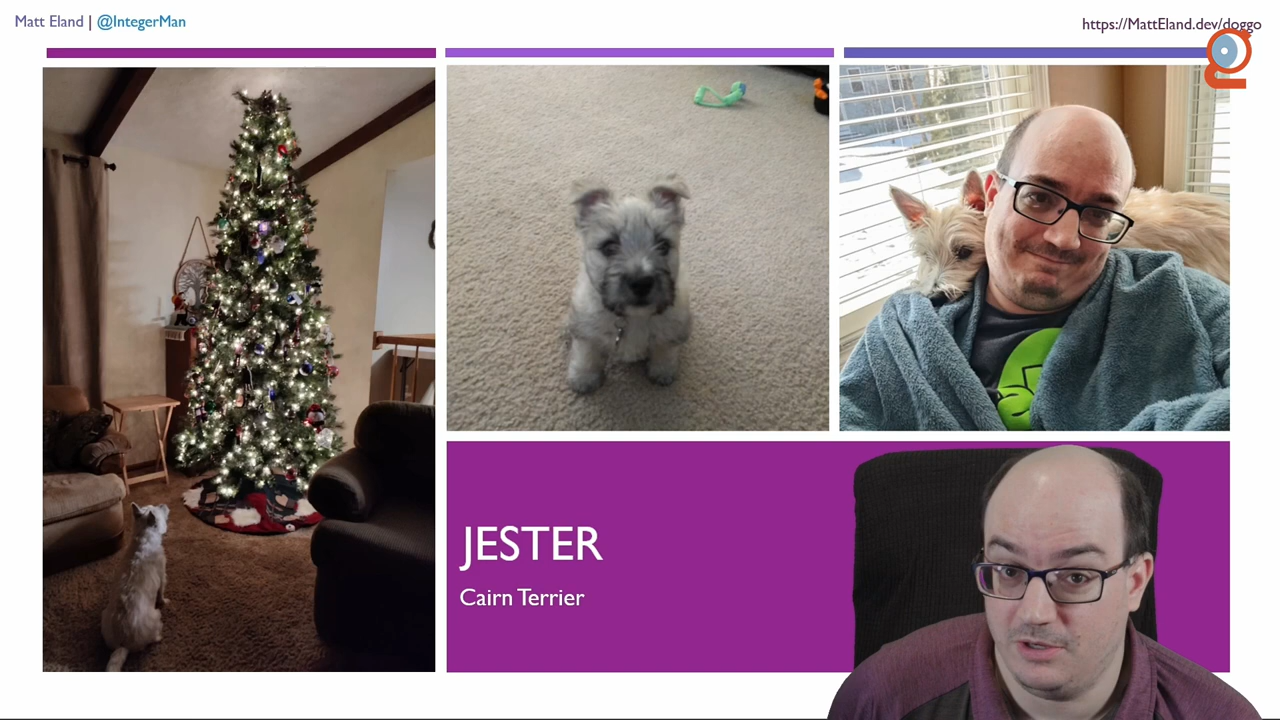 Matt Eland | @IntegerMan
https://MattEland.dev/doggo
JESTER
Cairn Terrier